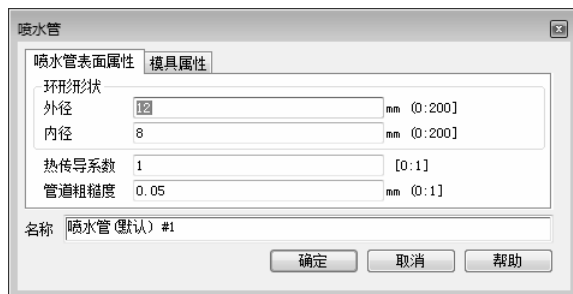 喷水管
喷水管表面属性 模具属性
环形形状
外径 12 mm (0:200]
内径 8 mm (0:200]
热传导系数 1 [0:1]
管道粗糙度 0.05 mm (0:1]
名称 喷水管(默认) #1
确定 取消 帮助